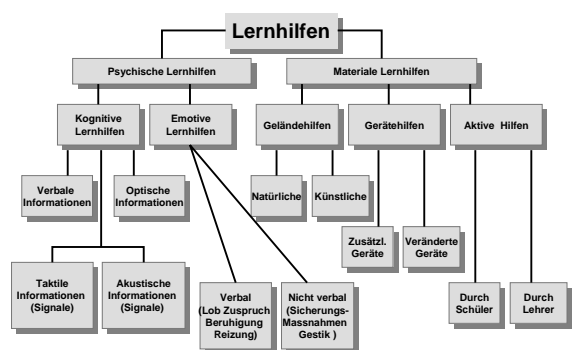 Lernhilfen
Psychische Lernhilfen
Materiale Lernhilfen
Kognitive
Lernhilfen
Emotive
Lernhilfen
Geländehilfen
Gerätehilfen
Aktive Hilfen
Verbale
Informationen
Optische
Informationen
Natürliche
Künstliche
Zusätzl.
Geräte
Veränderte
Geräte
Taktile
Informationen
(Signale)
Akustische
Informationen
(Signale)
Verbal
(Lob Zuspruch
Beruhigung
Reizung)
Nicht verbal
(Sicherungs-
Massnahmen
Gestik )
Durch
Schüler
Durch
Lehrer